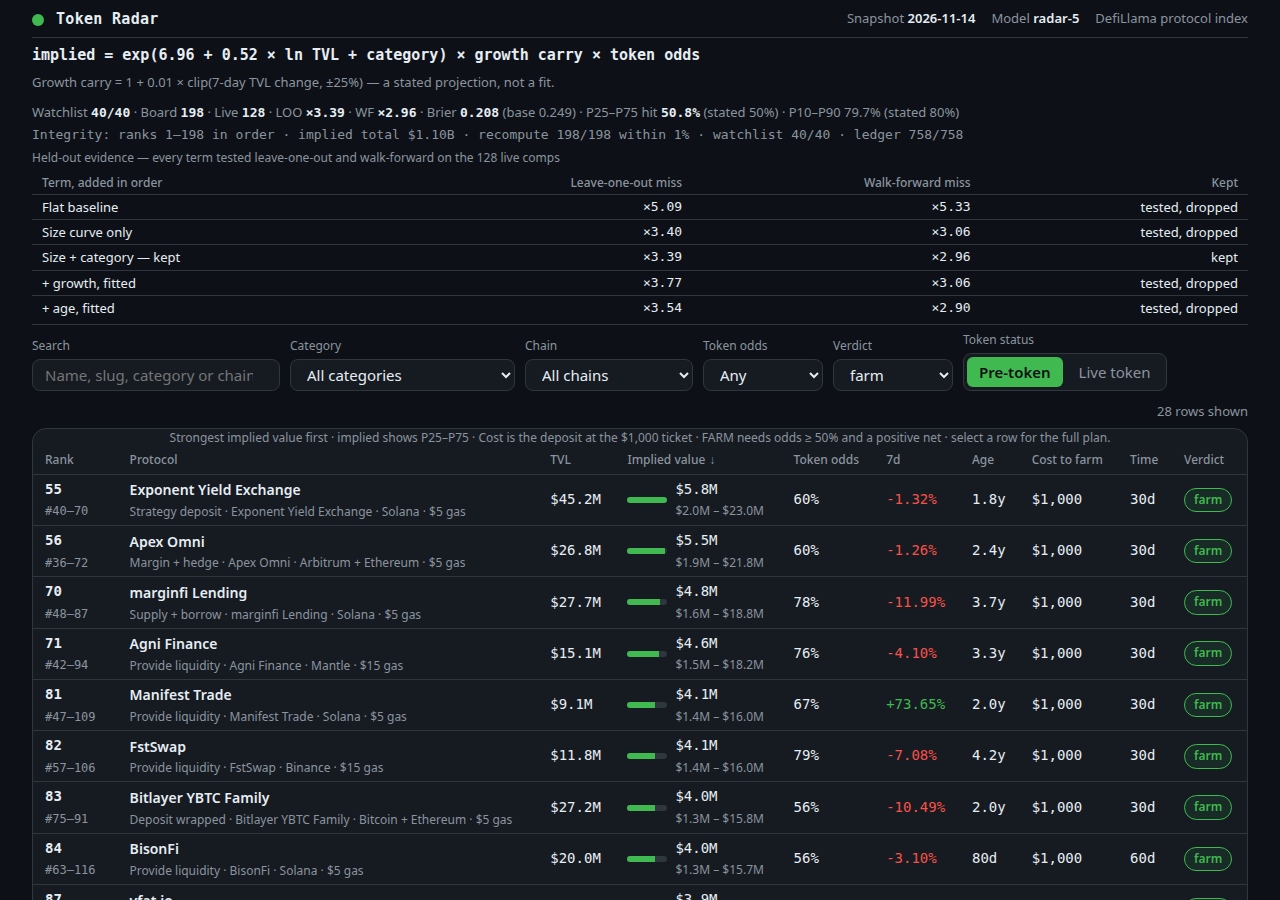 Token Radar
Snapshot 2026-11-14 Model radar-5 DefiLlama protocol index
implied = exp(6.96 + 0.52 × ln TVL + category) × growth carry × token odds
Growth carry = 1 + 0.01 × clip(7-day TVL change, ±25%) — a stated projection, not a fit.
Watchlist 40/40 · Board 198 · Live 128 · LOO ×3.39 · WF ×2.96 · Brier 0.208 (base 0.249) · P25–P75 hit 50.8% (stated 50%) · P10–P90 79.7% (stated 80%)
Integrity: ranks 1–198 in order · implied total $1.10B · recompute 198/198 within 1% · watchlist 40/40 · ledger 758/758
Held-out evidence — every term tested leave-one-out and walk-forward on the 128 live comps
Term, added in order Leave-one-out miss Walk-forward miss Kept
Flat baseline ×5.09 ×5.33 tested, dropped
Size curve only ×3.40 ×3.06 tested, dropped
Size + category — kept ×3.39 ×2.96 kept
+ growth, fitted ×3.77 ×3.06 tested, dropped
+ age, fitted ×3.54 ×2.90 tested, dropped
Search Category Chain Token odds Verdict Token status
Name, slug, category or chain All categories All chains Any farm Pre-token Live token
28 rows shown
Strongest implied value first · implied shows P25–P75 · Cost is the deposit at the $1,000 ticket · FARM needs odds ≥ 50% and a positive net · select a row for the full plan.
Rank Protocol TVL Implied value ↓ Token odds 7d Age Cost to farm Time Verdict
55 Exponent Yield Exchange $45.2M $5.8M 60% -1.32% 1.8y $1,000 30d farm
#40–70 Strategy deposit · Exponent Yield Exchange · Solana · $5 gas $2.0M – $23.0M
56 Apex Omni $26.8M $5.5M 60% -1.26% 2.4y $1,000 30d farm
#36–72 Margin + hedge · Apex Omni · Arbitrum + Ethereum · $5 gas $1.9M – $21.8M
70 marginfi Lending $27.7M $4.8M 78% -11.99% 3.7y $1,000 30d farm
#48–87 Supply + borrow · marginfi Lending · Solana · $5 gas $1.6M – $18.8M
71 Agni Finance $15.1M $4.6M 76% -4.10% 3.3y $1,000 30d farm
#42–94 Provide liquidity · Agni Finance · Mantle · $15 gas $1.5M – $18.2M
81 Manifest Trade $9.1M $4.1M 67% +73.65% 2.0y $1,000 30d farm
#47–109 Provide liquidity · Manifest Trade · Solana · $5 gas $1.4M – $16.0M
82 FstSwap $11.8M $4.1M 79% -7.08% 4.2y $1,000 30d farm
#57–106 Provide liquidity · FstSwap · Binance · $15 gas $1.4M – $16.0M
83 Bitlayer YBTC Family $27.2M $4.0M 56% -10.49% 2.0y $1,000 30d farm
#75–91 Deposit wrapped · Bitlayer YBTC Family · Bitcoin + Ethereum · $5 gas $1.3M – $15.8M
84 BisonFi $20.0M $4.0M 56% -3.10% 80d $1,000 60d farm
#63–116 Provide liquidity · BisonFi · Solana · $5 gas $1.3M – $15.7M